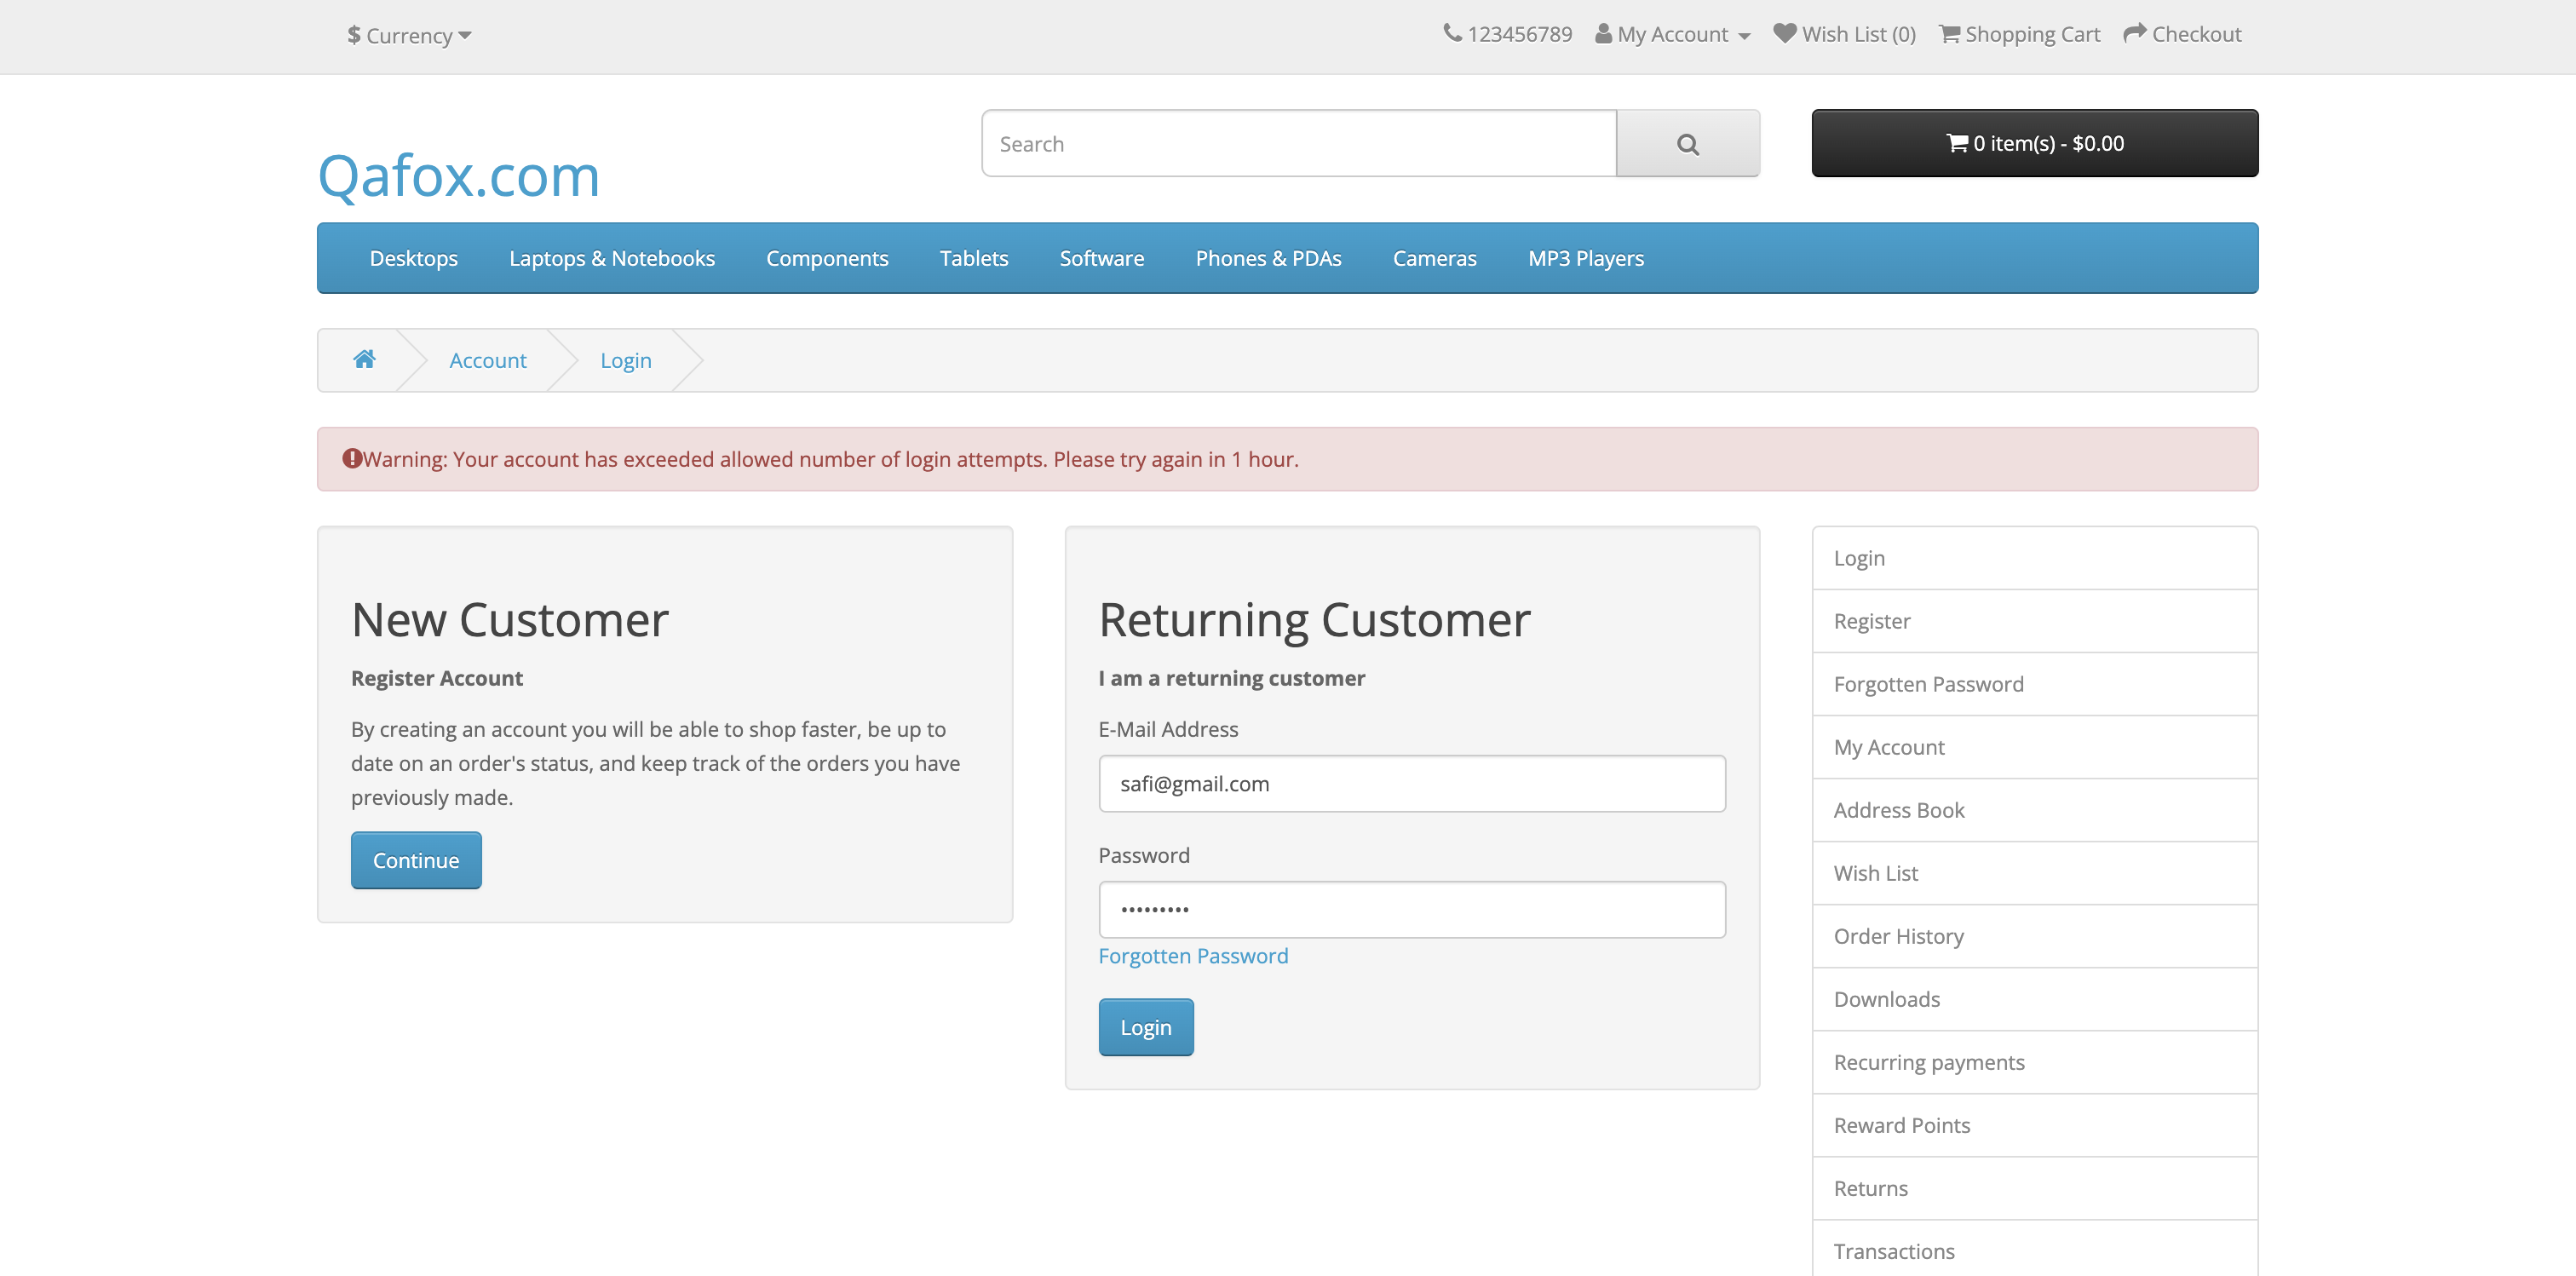 $ Currency
123456789 My Account Wish List (0) Shopping Cart Checkout
Search
0 item(s) - $0.00
Qafox.com
Desktops Laptops & Notebooks Components Tablets Software Phones & PDAs Cameras MP3 Players
Account Login
Warning: Your account has exceeded allowed number of login attempts. Please try again in 1 hour.
New Customer
Register Account
By creating an account you will be able to shop faster, be up to
date on an order's status, and keep track of the orders you have
previously made.
Continue
Returning Customer
I am a returning customer
E-Mail Address
safi@gmail.com
Password
•••••••••
Forgotten Password
Login
Login
Register
Forgotten Password
My Account
Address Book
Wish List
Order History
Downloads
Recurring payments
Reward Points
Returns
Transactions